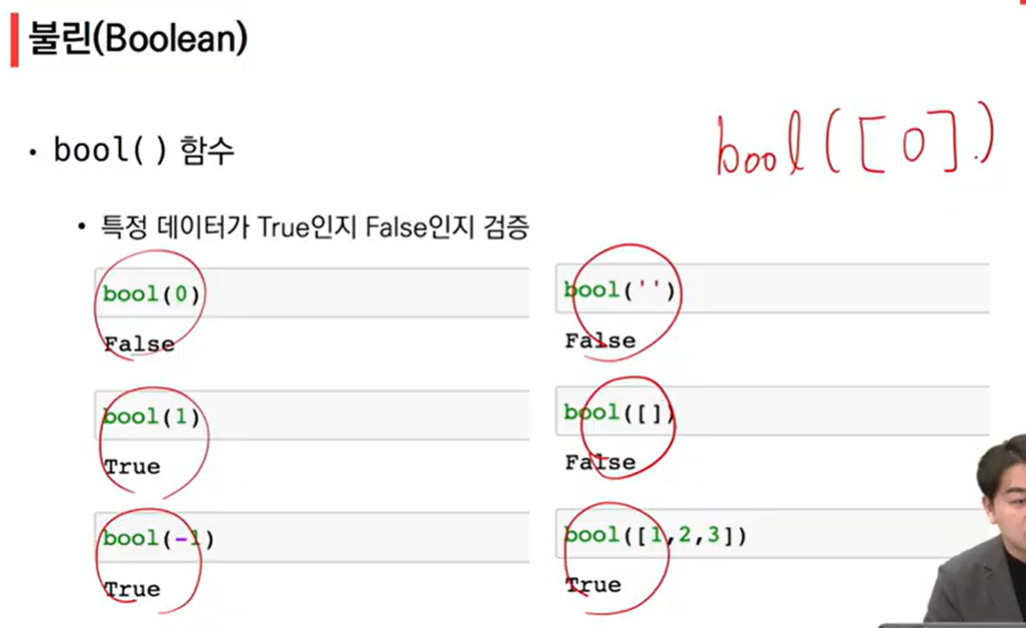 불린(Boolean)
• bool() 함수
bool([0])
• 특정 데이터가 True인지 False인지 검증
bool(0)
False
bool(1)
True
bool(-1)
True
bool('')
False
bool([])
False
bool([1,2,3])
True